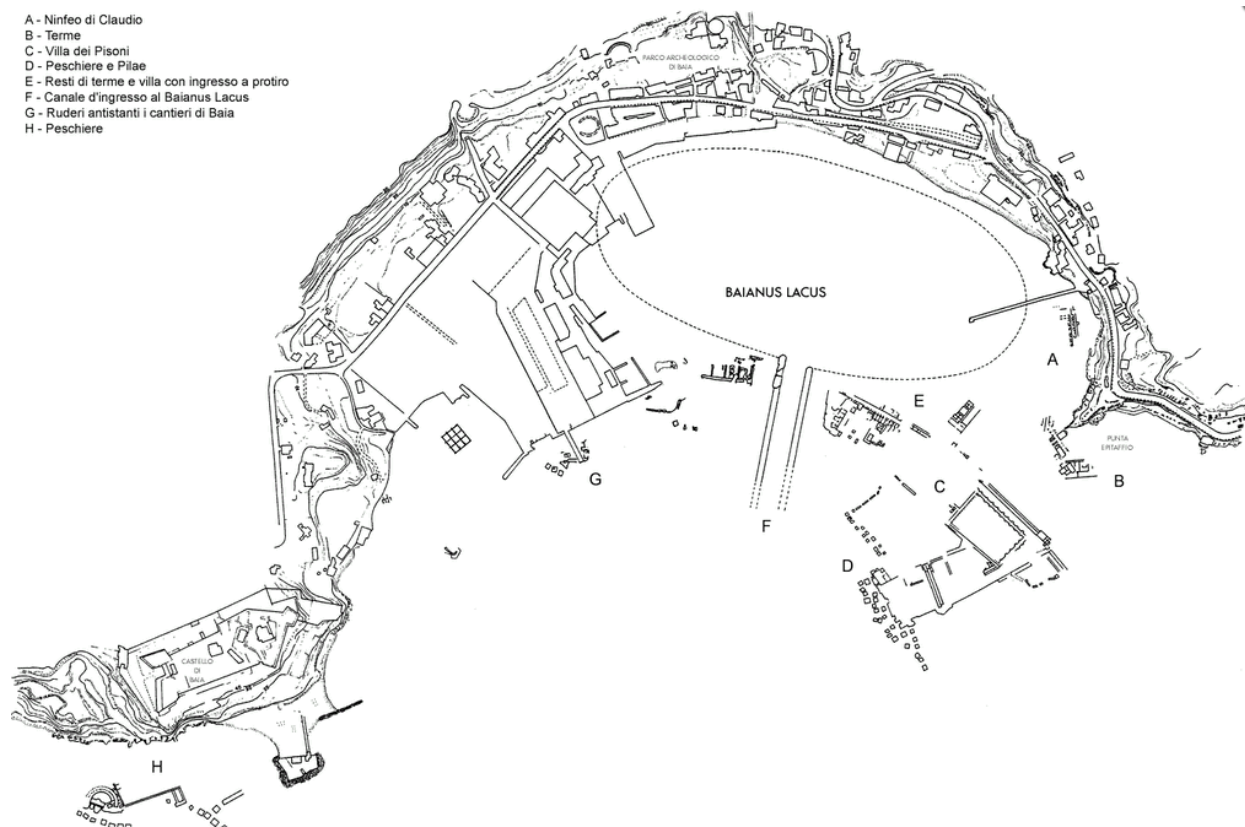 A - Ninfeo di Claudio
B - Terme
C - Villa dei Pisoni
D - Peschiere e Pilae
E - Resti di terme e villa con ingresso a protiro
F - Canale d'ingresso al Baianus Lacus
G - Ruderi antistanti i cantieri di Baia
H - Peschiere
PARCO ARCHEOLOGICO
DI BAIA
BAIANUS LACUS
A
E
PUNTA
EPITAFFIO
B
G
C
F
D
CASTELLO
DI
BAIA
H